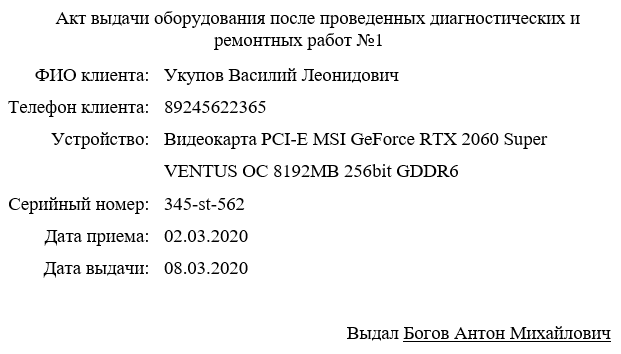 Акт выдачи оборудования после проведенных диагностических и
ремонтных работ №1
ФИО клиента: Укупов Василий Леонидович
Телефон клиента: 89245622365
Устройство: Видеокарта PCI-E MSI GeForce RTX 2060 Super
VENTUS OC 8192MB 256bit GDDR6
Серийный номер: 345-st-562
Дата приема: 02.03.2020
Дата выдачи: 08.03.2020
Выдал Богов Антон Михайлович